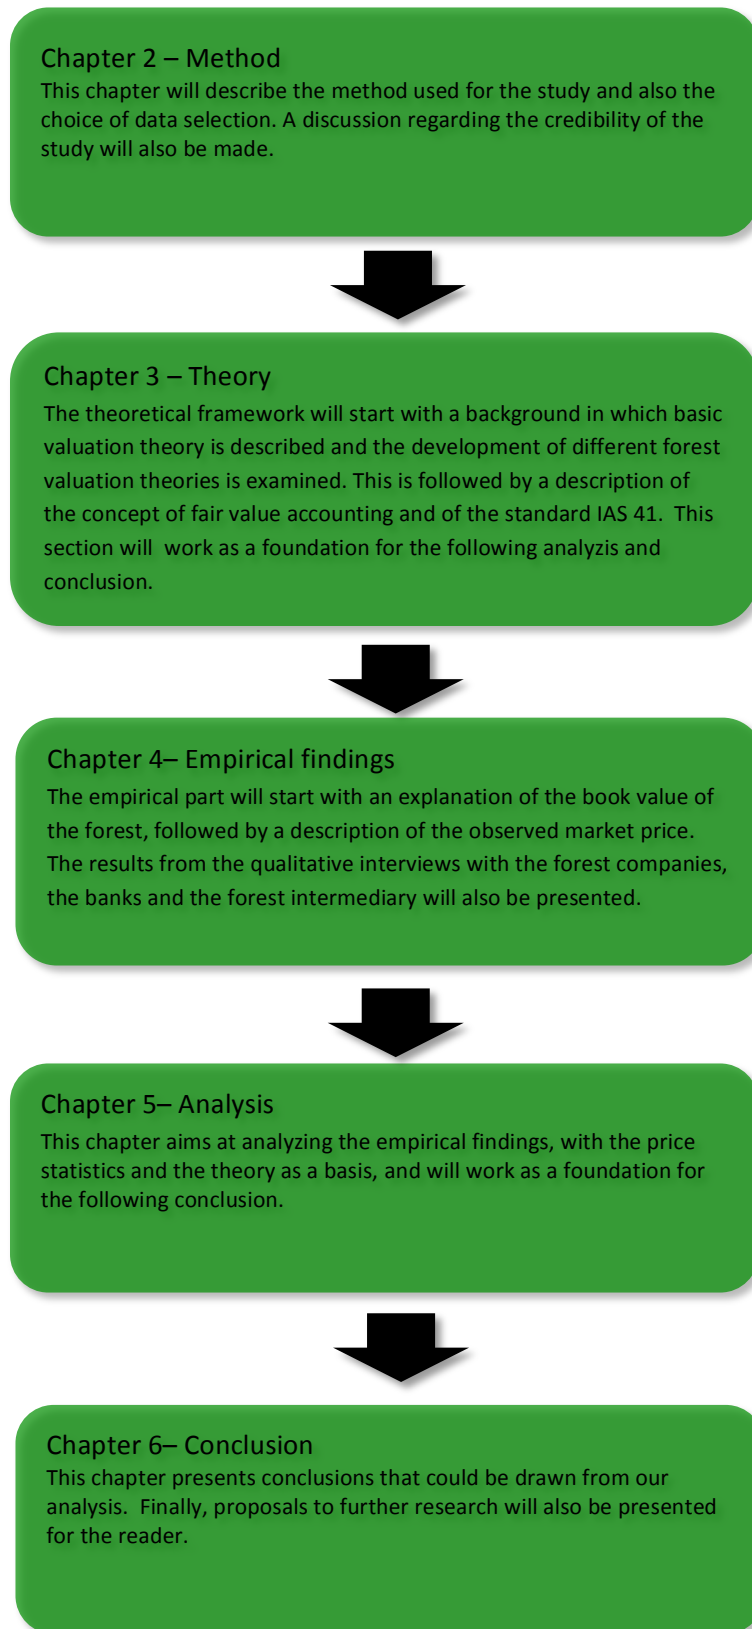 Chapter 2 – Method
This chapter will describe the method used for the study and also the
choice of data selection. A discussion regarding the credibility of the
study will also be made.
Chapter 3 – Theory
The theoretical framework will start with a background in which basic
valuation theory is described and the development of different forest
valuation theories is examined. This is followed by a description of
the concept of fair value accounting and of the standard IAS 41. This
section will work as a foundation for the following analyzis and
conclusion.
Chapter 4– Empirical findings
The empirical part will start with an explanation of the book value of
the forest, followed by a description of the observed market price.
The results from the qualitative interviews with the forest companies,
the banks and the forest intermediary will also be presented.
Chapter 5– Analysis
This chapter aims at analyzing the empirical findings, with the price
statistics and the theory as a basis, and will work as a foundation for
the following conclusion.
Chapter 6– Conclusion
This chapter presents conclusions that could be drawn from our
analysis. Finally, proposals to further research will also be presented
for the reader.